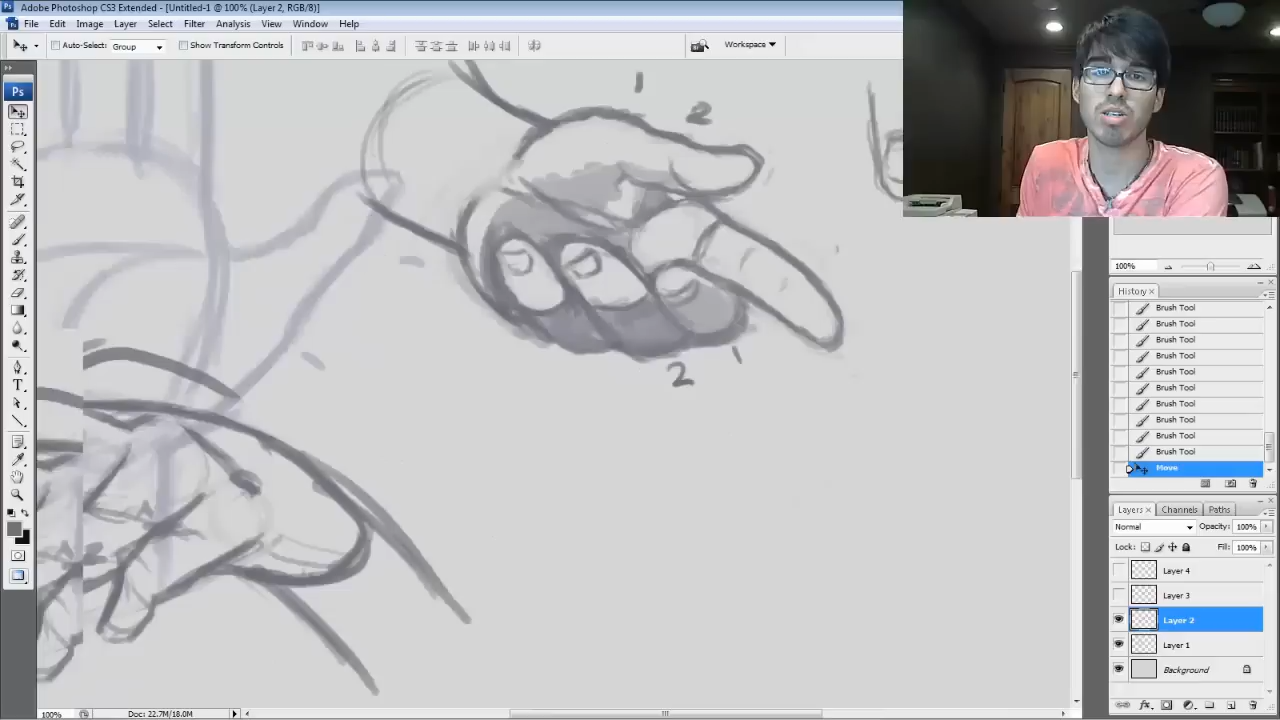 Adobe Photoshop CS3 Extended - [Untitled-1 @ 100% (Layer 2, RGB/8)]
File Edit Image Layer Select Filter Analysis View Window Help
Auto-Select: Group Show Transform Controls Workspace
Ps
1
2
2
1
100%
History
Brush Tool
Brush Tool
Brush Tool
Brush Tool
Brush Tool
Brush Tool
Brush Tool
Brush Tool
Brush Tool
Brush Tool
Move
Layers Channels Paths
Normal Opacity: 100%
Lock: Fill: 100%
Layer 4
Layer 3
Layer 2
Layer 1
Background
100% Doc: 22.7M/18.0M